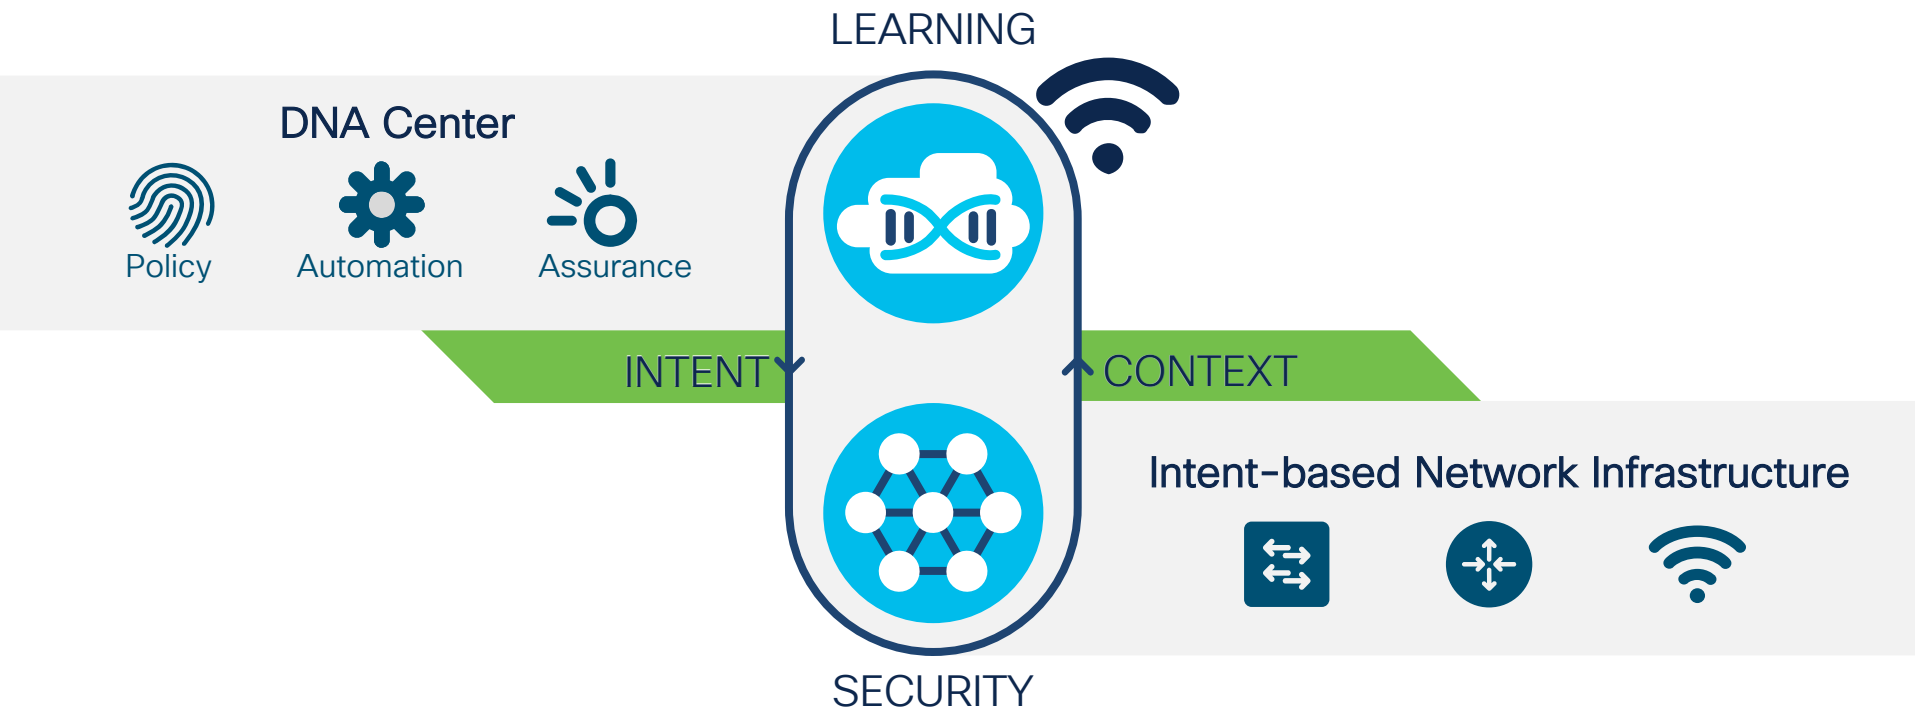 LEARNING
DNA Center
Policy
Automation
Assurance
INTENT
CONTEXT
Intent-based Network Infrastructure
SECURITY